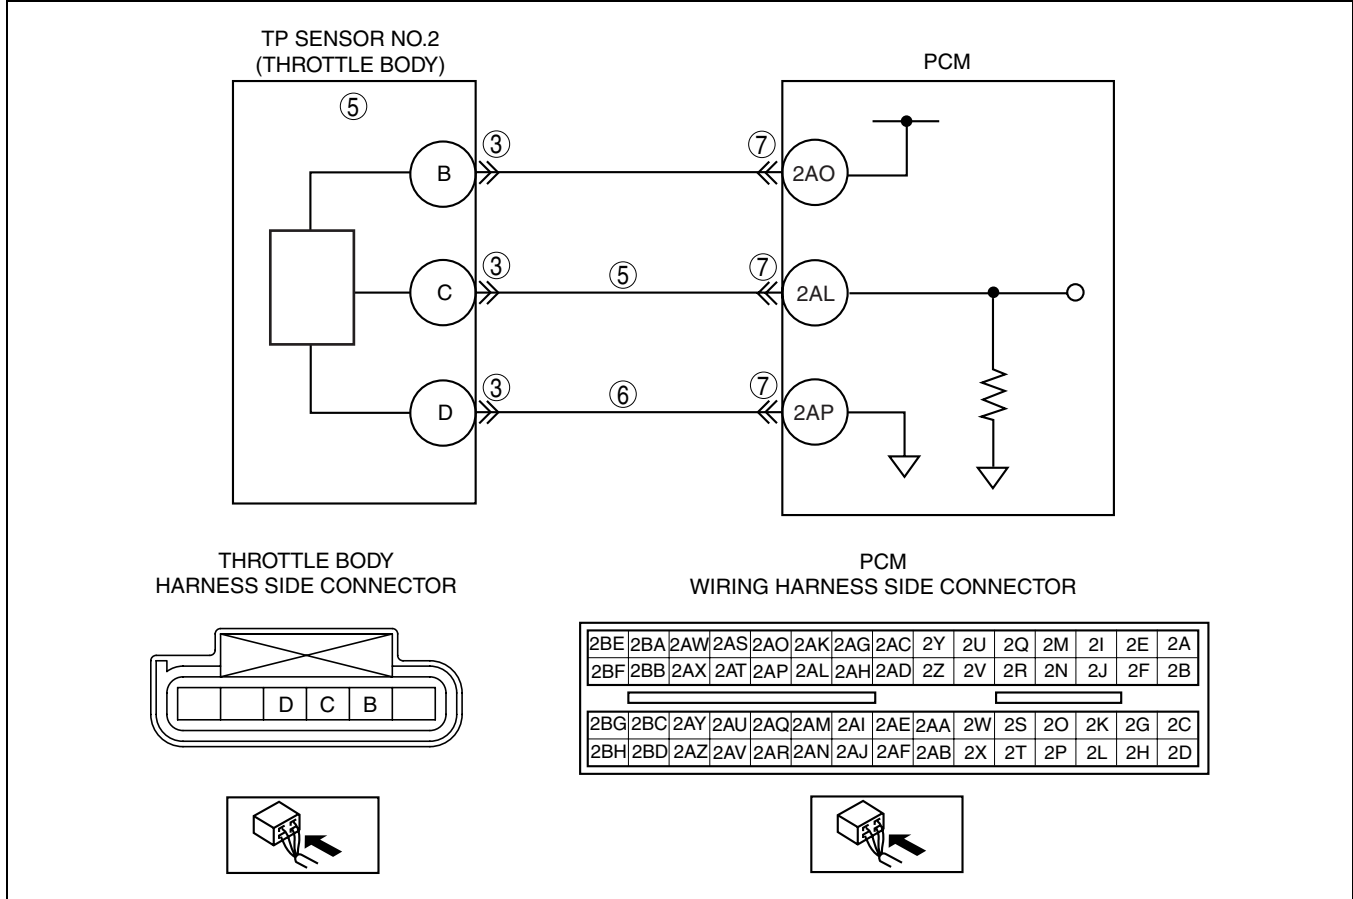 TP SENSOR NO.2
(THROTTLE BODY)
PCM
5
B
3
7
2AO
C
3
5
7
2AL
D
3
6
7
2AP
THROTTLE BODY
HARNESS SIDE CONNECTOR
D C B
PCM
WIRING HARNESS SIDE CONNECTOR
2BE 2BA 2AW 2AS 2AO 2AK 2AG 2AC 2Y 2U 2Q 2M 2I 2E 2A
2BF 2BB 2AX 2AT 2AP 2AL 2AH 2AD 2Z 2V 2R 2N 2J 2F 2B
2BG 2BC 2AY 2AU 2AQ 2AM 2AI 2AE 2AA 2W 2S 2O 2K 2G 2C
2BH 2BD 2AZ 2AV 2AR 2AN 2AJ 2AF 2AB 2X 2T 2P 2L 2H 2D